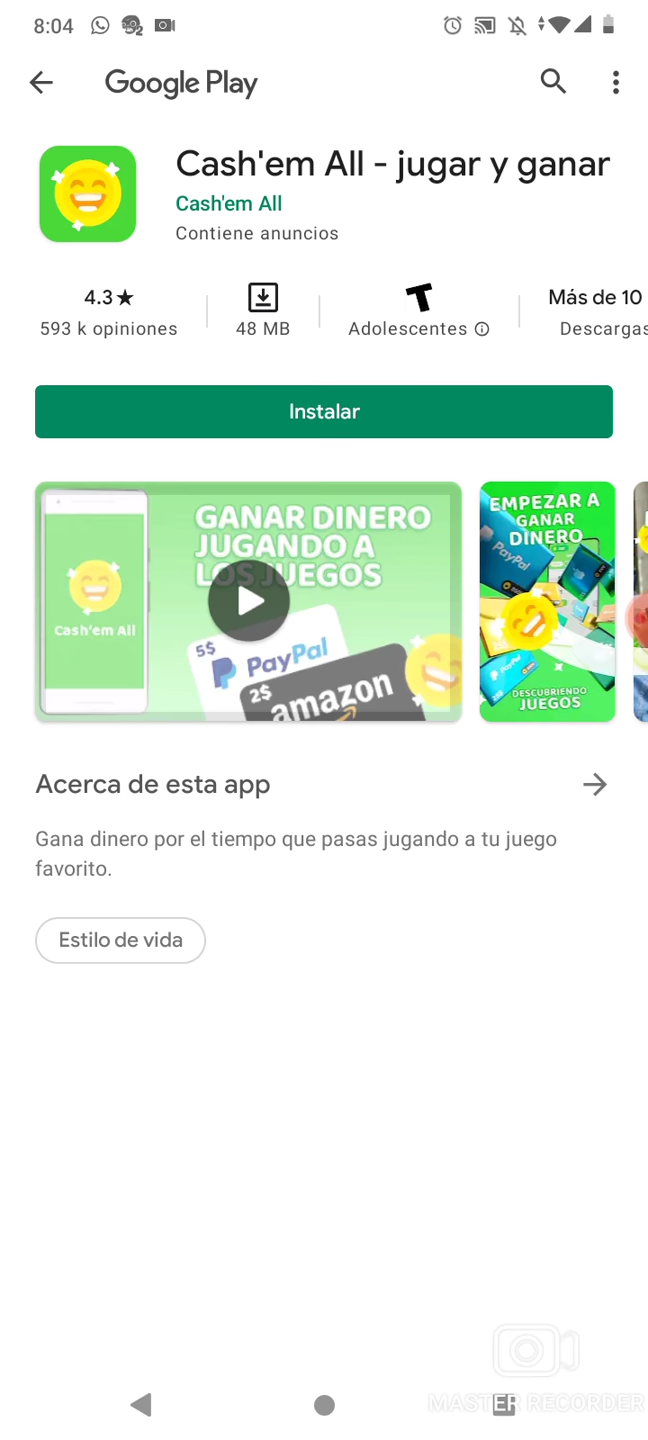 8:04
Google Play
Cash'em All - jugar y ganar
Cash'em All
Contiene anuncios
4.3★
593 k opiniones
48 MB
T
Adolescentes
Más de 10
Descargas
Instalar
GANAR DINERO
JUGANDO A
LOS JUEGOS
Cash'em All
5$
PayPal
2$
amazon
EMPEZAR A
GANAR
DINERO
PayPal
PayPal
DESCUBRIENDO
JUEGOS
Acerca de esta app
Gana dinero por el tiempo que pasas jugando a tu juego
favorito.
Estilo de vida
MASTER RECORDER